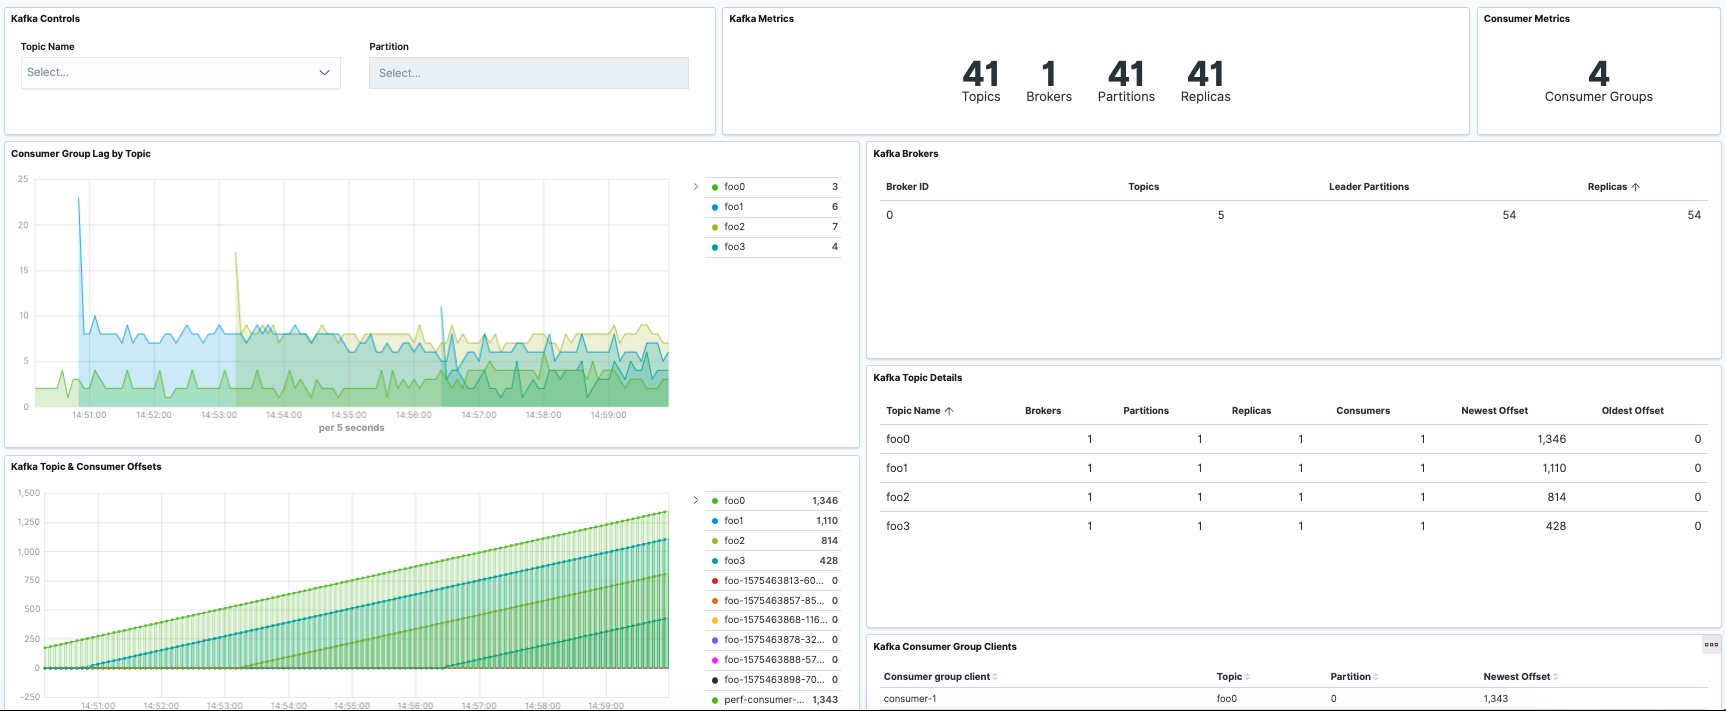 Kafka Controls
Topic Name
Partition
Select...
Select...
Kafka Metrics
41 1 41 41
Topics Brokers Partitions Replicas
Consumer Metrics
4
Consumer Groups
Consumer Group Lag by Topic
25
20
15
10
5
0
14:51:00 14:52:00 14:53:00 14:54:00 14:55:00 14:56:00 14:57:00 14:58:00 14:59:00
per 5 seconds
foo0 3
foo1 6
foo2 7
foo3 4
Kafka Brokers
Broker ID Topics Leader Partitions Replicas
0 5 54 54
Kafka Topic Details
Topic Name Brokers Partitions Replicas Consumers Newest Offset Oldest Offset
foo0 1 1 1 1 1,346 0
foo1 1 1 1 1 1,110 0
foo2 1 1 1 1 814 0
foo3 1 1 1 1 428 0
Kafka Topic & Consumer Offsets
1,500
1,250
1,000
750
500
250
0
-250
14:51:00 14:52:00 14:53:00 14:54:00 14:55:00 14:56:00 14:57:00 14:58:00 14:59:00
foo0 1,346
foo1 1,110
foo2 814
foo3 428
foo-1575463813-60... 0
foo-1575463857-85... 0
foo-1575463868-116... 0
foo-1575463878-32... 0
foo-1575463888-57... 0
foo-1575463898-70... 0
perf-consumer-... 1,343
Kafka Consumer Group Clients
Consumer group client Topic Partition Newest Offset
consumer-1 foo0 0 1,343